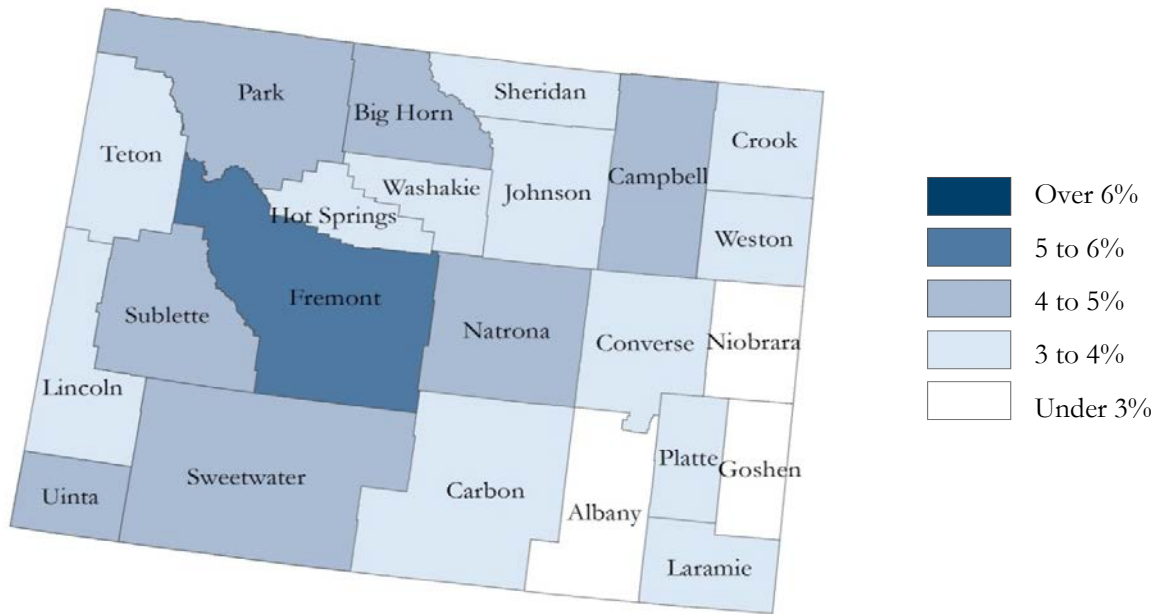 Park
Big Horn
Sheridan
Crook
Teton
Washakie
Johnson
Campbell
Hot Springs
Weston
Fremont
Sublette
Natrona
Converse
Niobrara
Lincoln
Sweetwater
Uinta
Carbon
Platte
Goshen
Albany
Laramie
Over 6%
5 to 6%
4 to 5%
3 to 4%
Under 3%